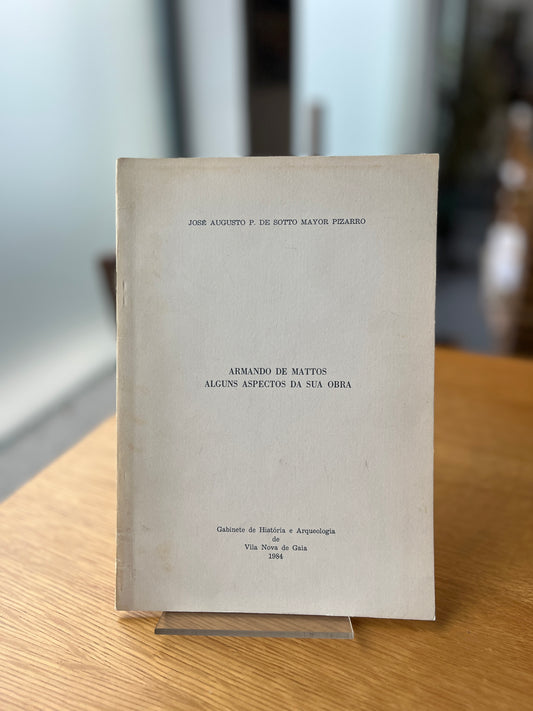 JOSÉ AUGUSTO P. DE SOTTO MAYOR PIZARRO
ARMANDO DE MATTOS
ALGUNS ASPECTOS DA SUA OBRA
Gabinete de História e Arqueologia
de
Vila Nova de Gaia
1984